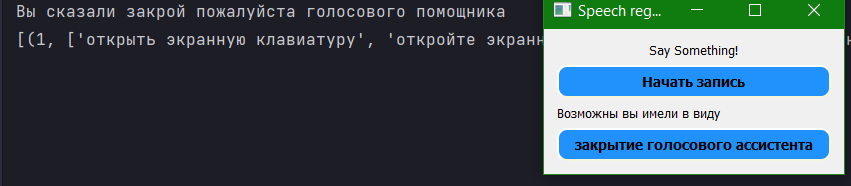 Вы сказали закрой пожалуйста голосового помощника
[(1, ['открыть экранную клавиатуру', 'откройте
Speech reg...
Say Something!
Начать запись
Возможны вы имели в виду
закрытие голосового ассистента